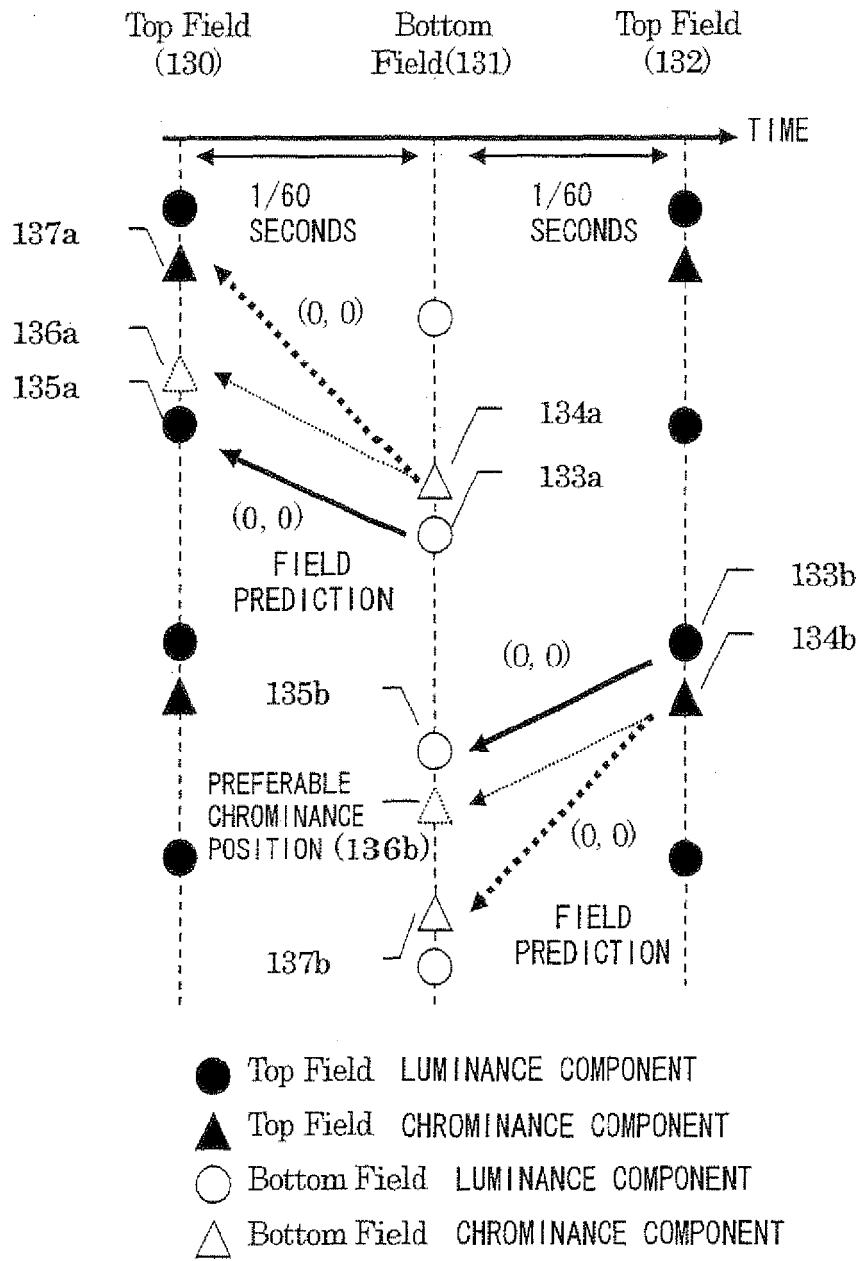 Top Field
(130)
Bottom
Field(131)
Top Field
(132)
TIME
1/60
SECONDS
1/60
SECONDS
137a
(0, 0)
136a
135a
134a
133a
(0, 0)
FIELD
PREDICTION
133b
134b
(0, 0)
135b
PREFERABLE
CHROMINANCE
POSITION (136b)
(0, 0)
FIELD
PREDICTION
137b
Top Field LUMINANCE COMPONENT
Top Field CHROMINANCE COMPONENT
Bottom Field LUMINANCE COMPONENT
Bottom Field CHROMINANCE COMPONENT